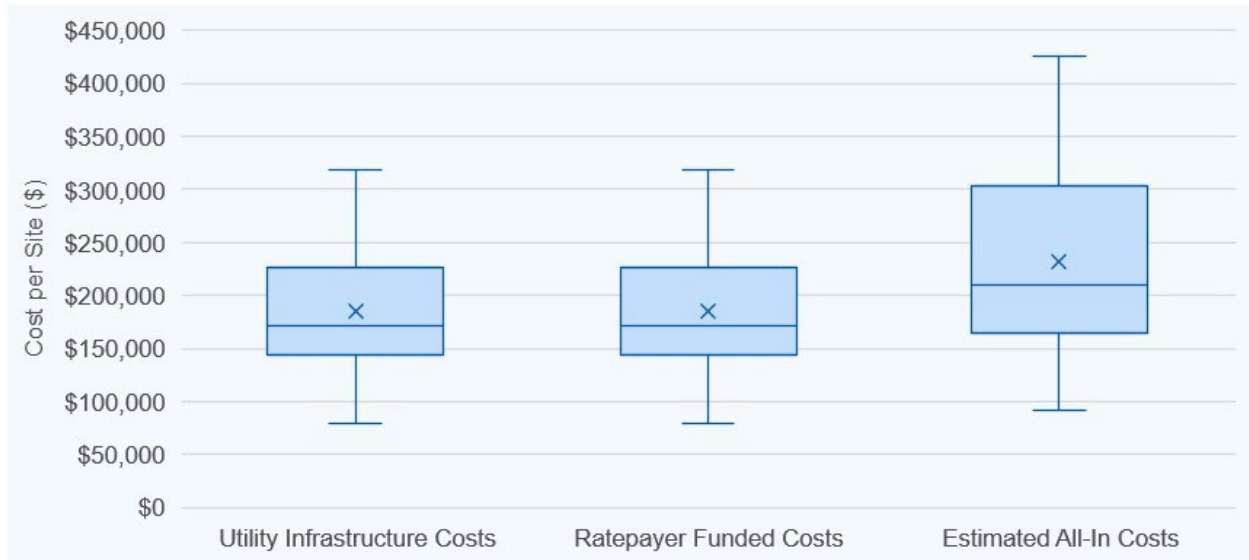 $450,000
$400,000
$350,000
$300,000
$250,000
$200,000
$150,000
$100,000
$50,000
$0
Cost per Site ($)
Utility Infrastructure Costs
Ratepayer Funded Costs
Estimated All-In Costs